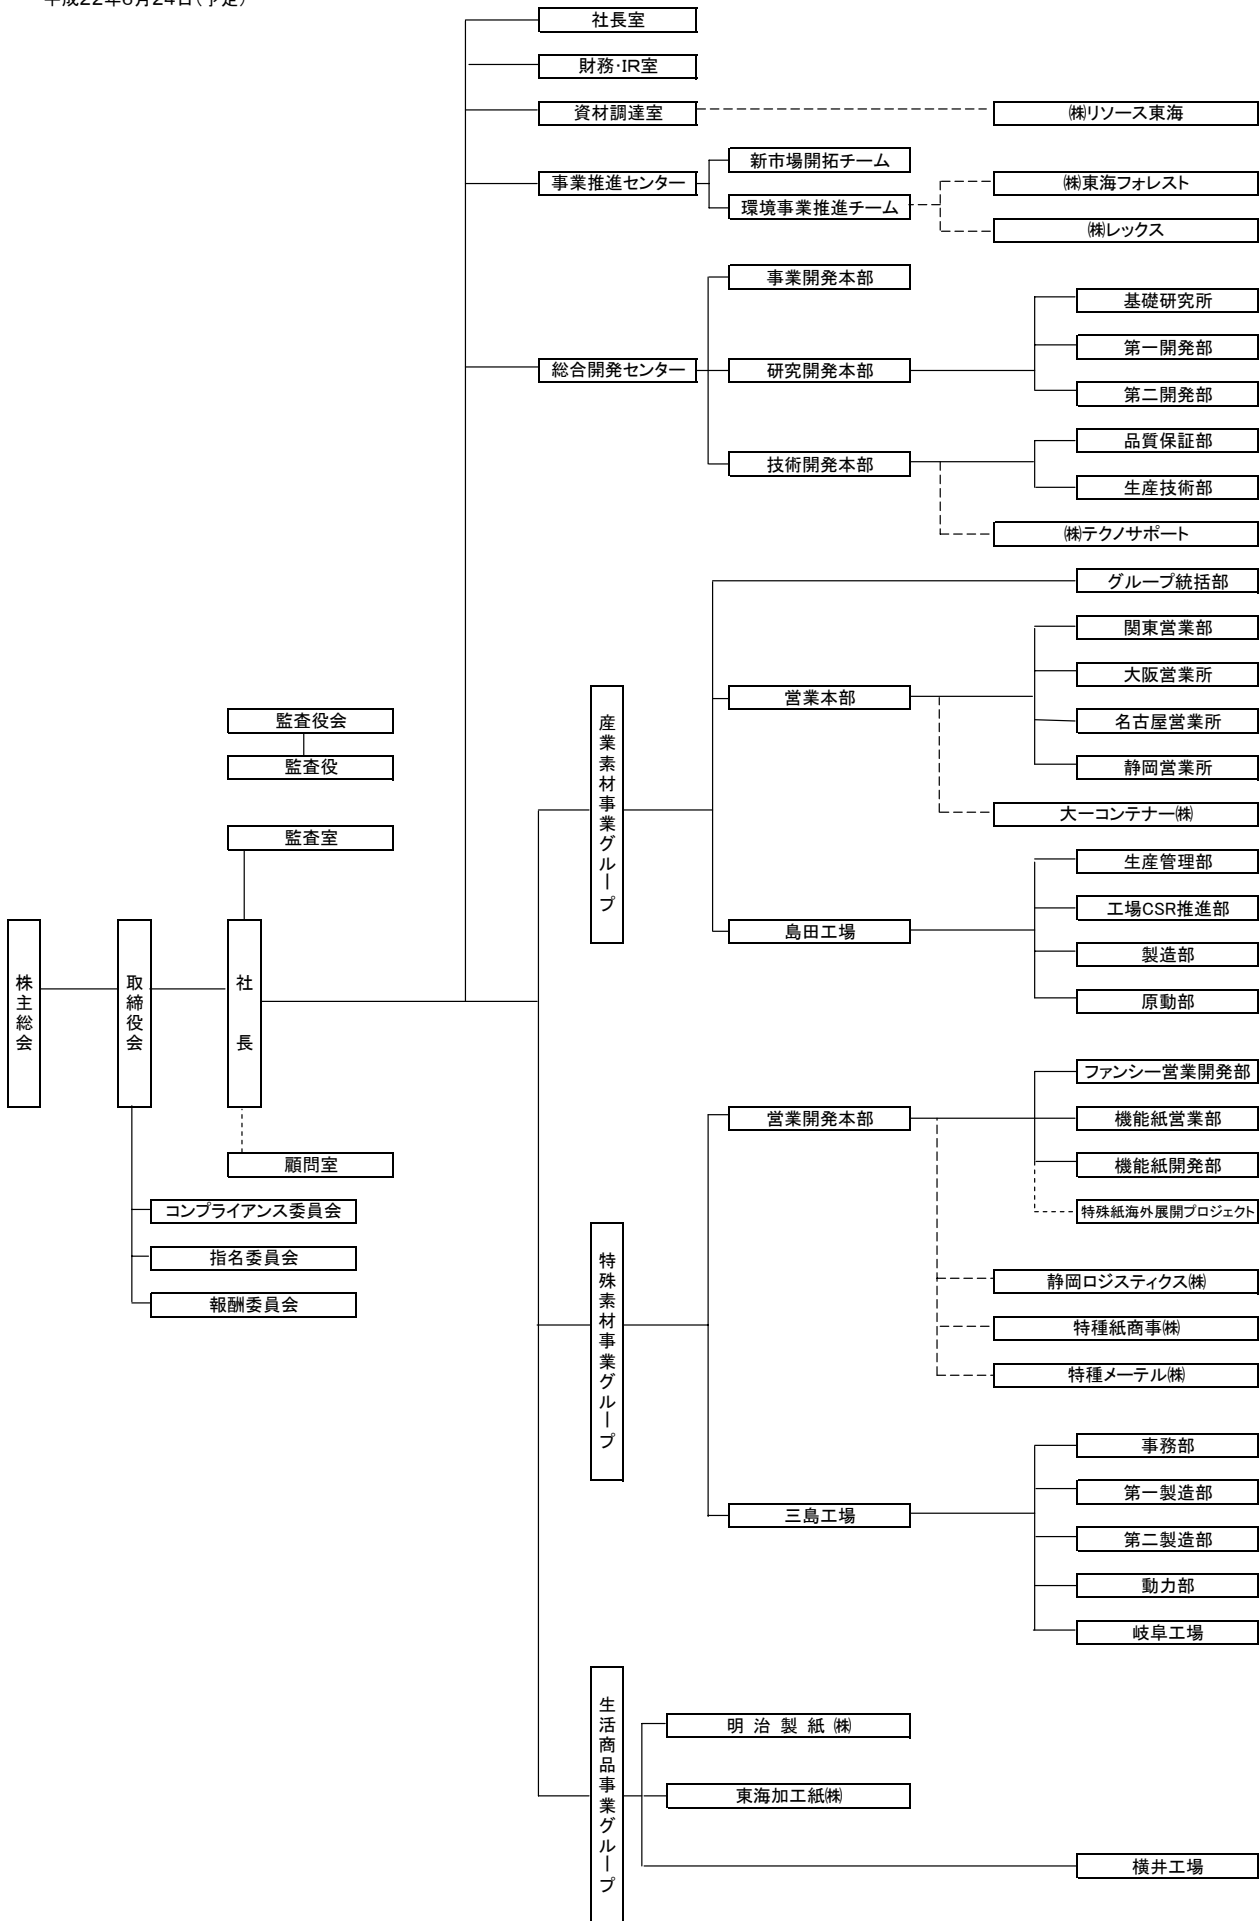 平成22年6月24日(予定)
社長室
財務・IR室
資材調達室
㈱リソース東海
事業推進センター
新市場開拓チーム
環境事業推進チーム
㈱東海フォレスト
㈱レックス
総合開発センター
事業開発本部
研究開発本部
基礎研究所
第一開発部
第二開発部
技術開発本部
品質保証部
生産技術部
㈱テクノサポート
産業素材事業グループ
グループ統括部
営業本部
関東営業部
大阪営業所
名古屋営業所
静岡営業所
大一コンテナー㈱
島田工場
生産管理部
工場CSR推進部
製造部
原動部
監査役会
監査役
監査室
株主総会
取締役会
社長
顧問室
コンプライアンス委員会
指名委員会
報酬委員会
特殊素材事業グループ
営業開発本部
ファンシー営業開発部
機能紙営業部
機能紙開発部
特殊紙海外展開プロジェクト
静岡ロジスティクス㈱
特種紙商事㈱
特種メーテル㈱
三島工場
事務部
第一製造部
第二製造部
動力部
岐阜工場
生活商品事業グループ
明 治 製 紙 ㈱
東海加工紙㈱
横井工場